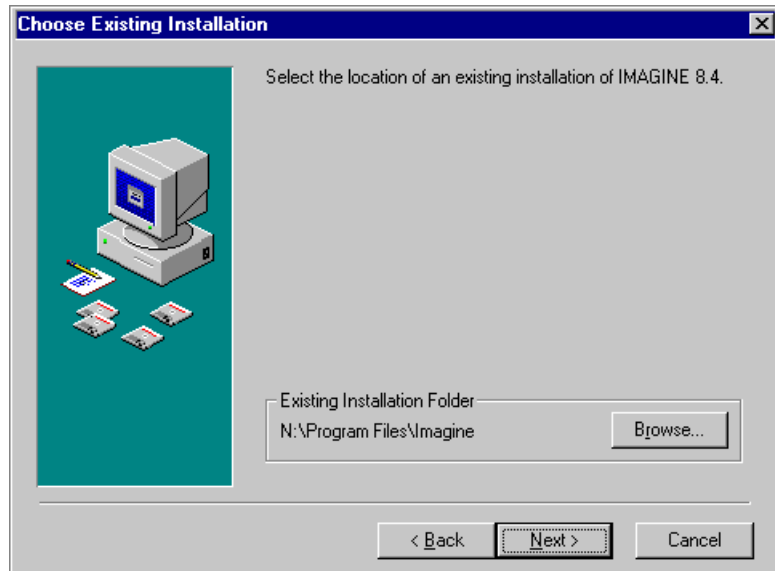 Choose Existing Installation
Select the location of an existing installation of IMAGINE 8.4.
Existing Installation Folder
N:\Program Files\Imagine
Browse...
< Back
Next >
Cancel